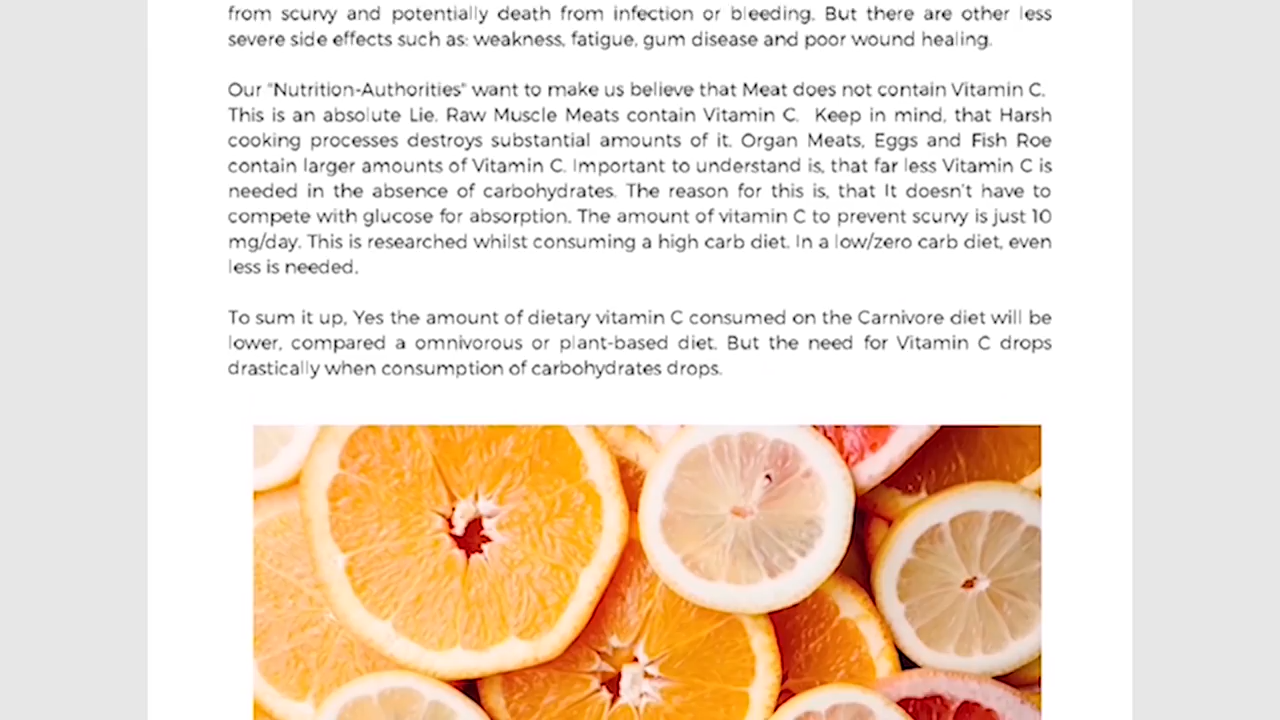 from scurvy and potentially death from infection or bleeding. But there are other less
severe side effects such as: weakness, fatigue, gum disease and poor wound healing.
Our "Nutrition-Authorities" want to make us believe that Meat does not contain Vitamin C.
This is an absolute Lie. Raw Muscle Meats contain Vitamin C. Keep in mind, that Harsh
cooking processes destroys substantial amounts of it. Organ Meats, Eggs and Fish Roe
contain larger amounts of Vitamin C. Important to understand is, that far less Vitamin C is
needed in the absence of carbohydrates. The reason for this is, that It doesn't have to
compete with glucose for absorption. The amount of vitamin C to prevent scurvy is just 10
mg/day. This is researched whilst consuming a high carb diet. In a low/zero carb diet, even
less is needed.
To sum it up, Yes the amount of dietary vitamin C consumed on the Carnivore diet will be
lower, compared a omnivorous or plant-based diet. But the need for Vitamin C drops
drastically when consumption of carbohydrates drops.